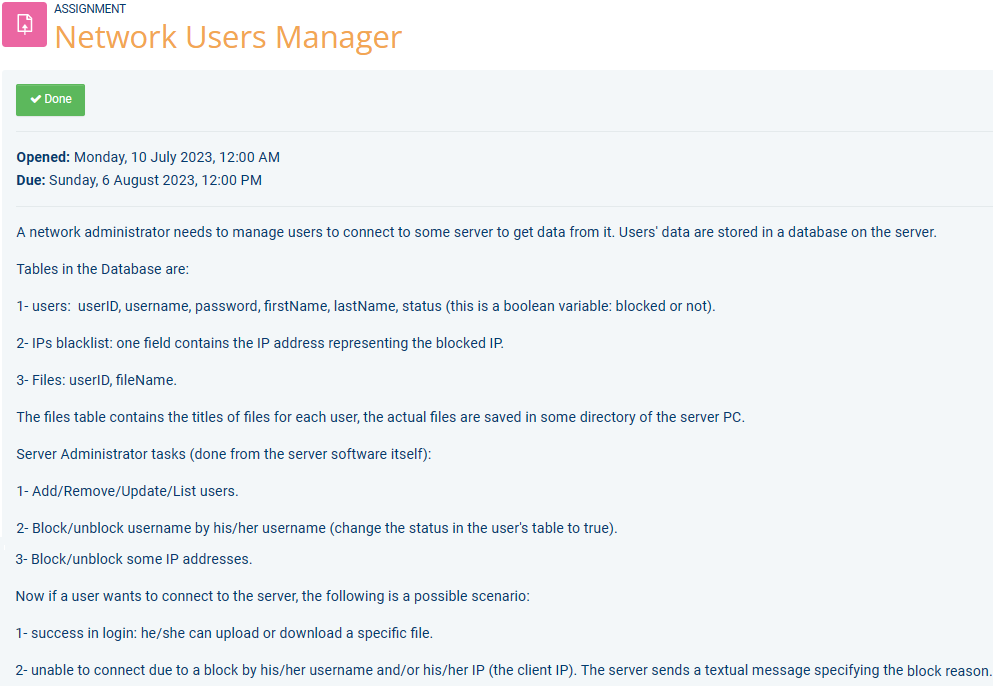 ASSIGNMENT
Network Users Manager
Done
Opened: Monday, 10 July 2023, 12:00 AM
Due: Sunday, 6 August 2023, 12:00 PM
A network administrator needs to manage users to connect to some server to get data from it. Users' data are stored in a database on the server.
Tables in the Database are:
1- users:  userID, username, password, firstName, lastName, status (this is a boolean variable: blocked or not).
2- IPs blacklist: one field contains the IP address representing the blocked IP.
3- Files: userID, fileName.
The files table contains the titles of files for each user, the actual files are saved in some directory of the server PC.
Server Administrator tasks (done from the server software itself):
1- Add/Remove/Update/List users.
2- Block/unblock username by his/her username (change the status in the user's table to true).
3- Block/unblock some IP addresses.
Now if a user wants to connect to the server, the following is a possible scenario:
1- success in login: he/she can upload or download a specific file.
2- unable to connect due to a block by his/her username and/or his/her IP (the client IP). The server sends a textual message specifying the block reason.